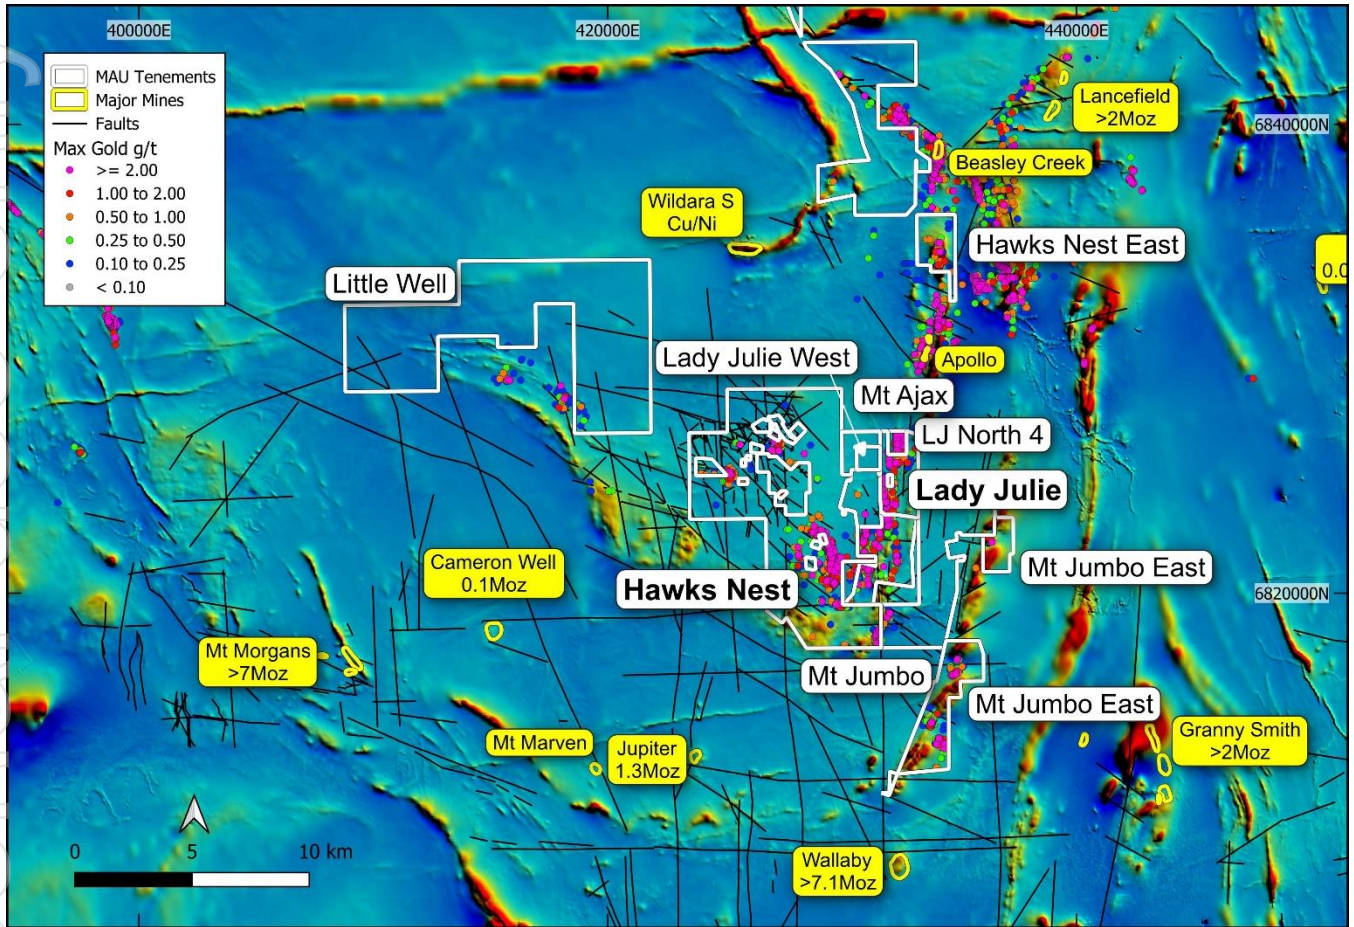 400000E
420000E
440000E
MAU Tenements
Major Mines
Faults
Max Gold g/t
>= 2.00
1.00 to 2.00
0.50 to 1.00
0.25 to 0.50
0.10 to 0.25
< 0.10
Lancefield
>2Moz
6840000N
Beasley Creek
Wildara S
Cu/Ni
Hawks Nest East
Little Well
0.0
Lady Julie West
Apollo
Mt Ajax
LJ North 4
Lady Julie
Cameron Well
0.1Moz
Hawks Nest
Mt Jumbo East
6820000N
Mt Morgans
>7Moz
Mt Jumbo
Mt Jumbo East
Mt Marven
Jupiter
1.3Moz
Granny Smith
>2Moz
0
5
10 km
Wallaby
>7.1Moz